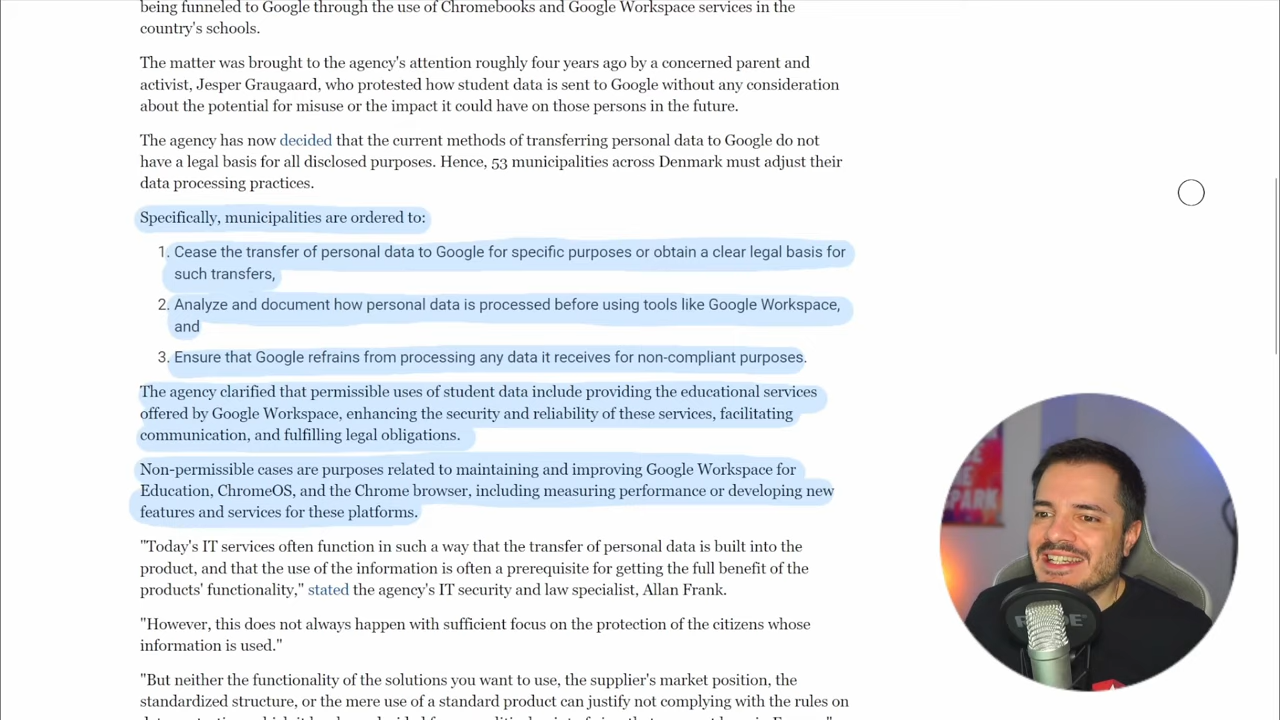 being funneled to Google through the use of Chromebooks and Google Workspace services in the
country's schools.
The matter was brought to the agency's attention roughly four years ago by a concerned parent and
activist, Jesper Graugaard, who protested how student data is sent to Google without any consideration
about the potential for misuse or the impact it could have on those persons in the future.
The agency has now decided that the current methods of transferring personal data to Google do not
have a legal basis for all disclosed purposes. Hence, 53 municipalities across Denmark must adjust their
data processing practices.
Specifically, municipalities are ordered to:
1. Cease the transfer of personal data to Google for specific purposes or obtain a clear legal basis for
such transfers,
2. Analyze and document how personal data is processed before using tools like Google Workspace,
and
3. Ensure that Google refrains from processing any data it receives for non-compliant purposes.
The agency clarified that permissible uses of student data include providing the educational services
offered by Google Workspace, enhancing the security and reliability of these services, facilitating
communication, and fulfilling legal obligations.
Non-permissible cases are purposes related to maintaining and improving Google Workspace for
Education, ChromeOS, and the Chrome browser, including measuring performance or developing new
features and services for these platforms.
"Today's IT services often function in such a way that the transfer of personal data is built into the
product, and that the use of the information is often a prerequisite for getting the full benefit of the
products' functionality," stated the agency's IT security and law specialist, Allan Frank.
"However, this does not always happen with sufficient focus on the protection of the citizens whose
information is used."
"But neither the functionality of the solutions you want to use, the supplier's market position, the
standardized structure, or the mere use of a standard product can justify not complying with the rules on